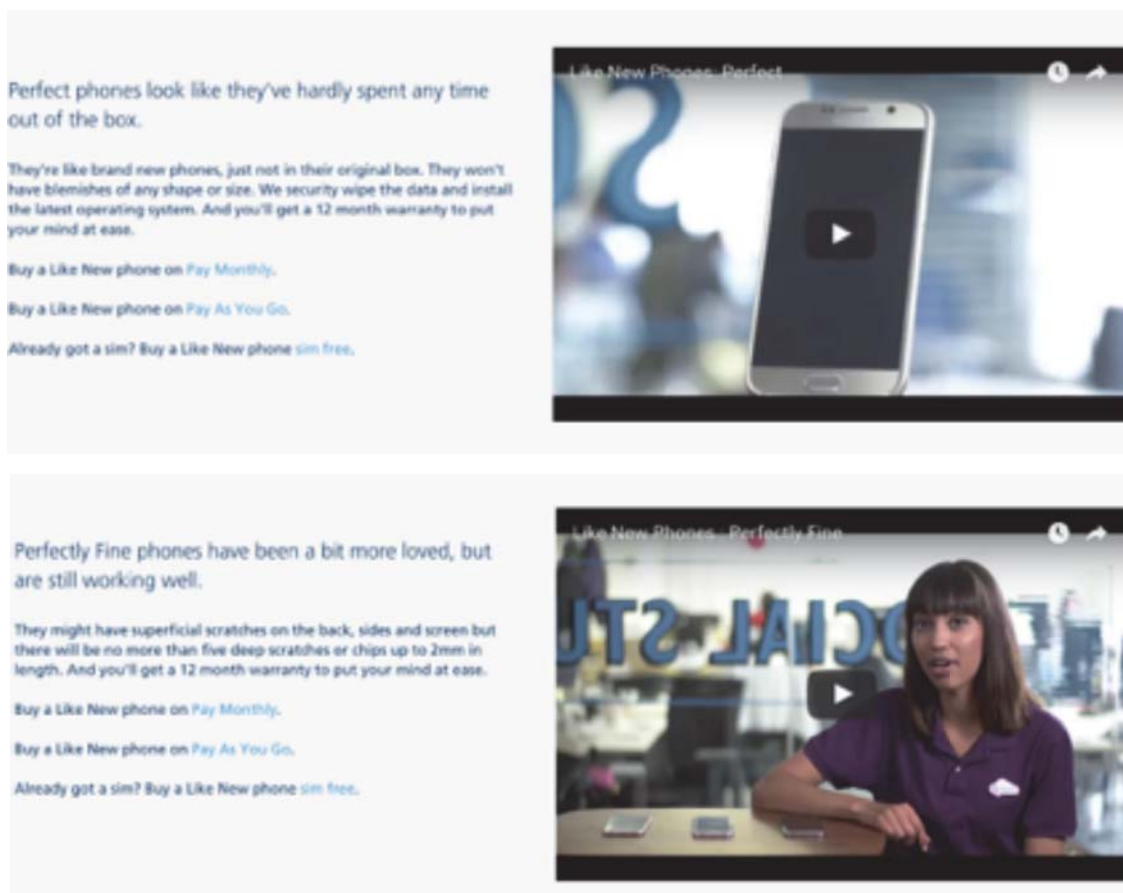 Perfect phones look like they've hardly spent any time
out of the box.
They're like brand new phones, just not in their original box. They won't
have blemishes of any shape or size. We security wipe the data and install
the latest operating system. And you'll get a 12 month warranty to put
your mind at ease.
Buy a Like New phone on Pay Monthly.
Buy a Like New phone on Pay As You Go.
Already got a sim? Buy a Like New phone sim free.
Like New Phones: Perfect
SO
Perfectly Fine phones have been a bit more loved, but
are still working well.
They might have superficial scratches on the back, sides and screen but
there will be no more than five deep scratches or chips up to 2mm in
length. And you'll get a 12 month warranty to put your mind at ease.
Buy a Like New phone on Pay Monthly.
Buy a Like New phone on Pay As You Go.
Already got a sim? Buy a Like New phone sim free.
Like New Phones : Perfectly Fine
SOCIAL STU